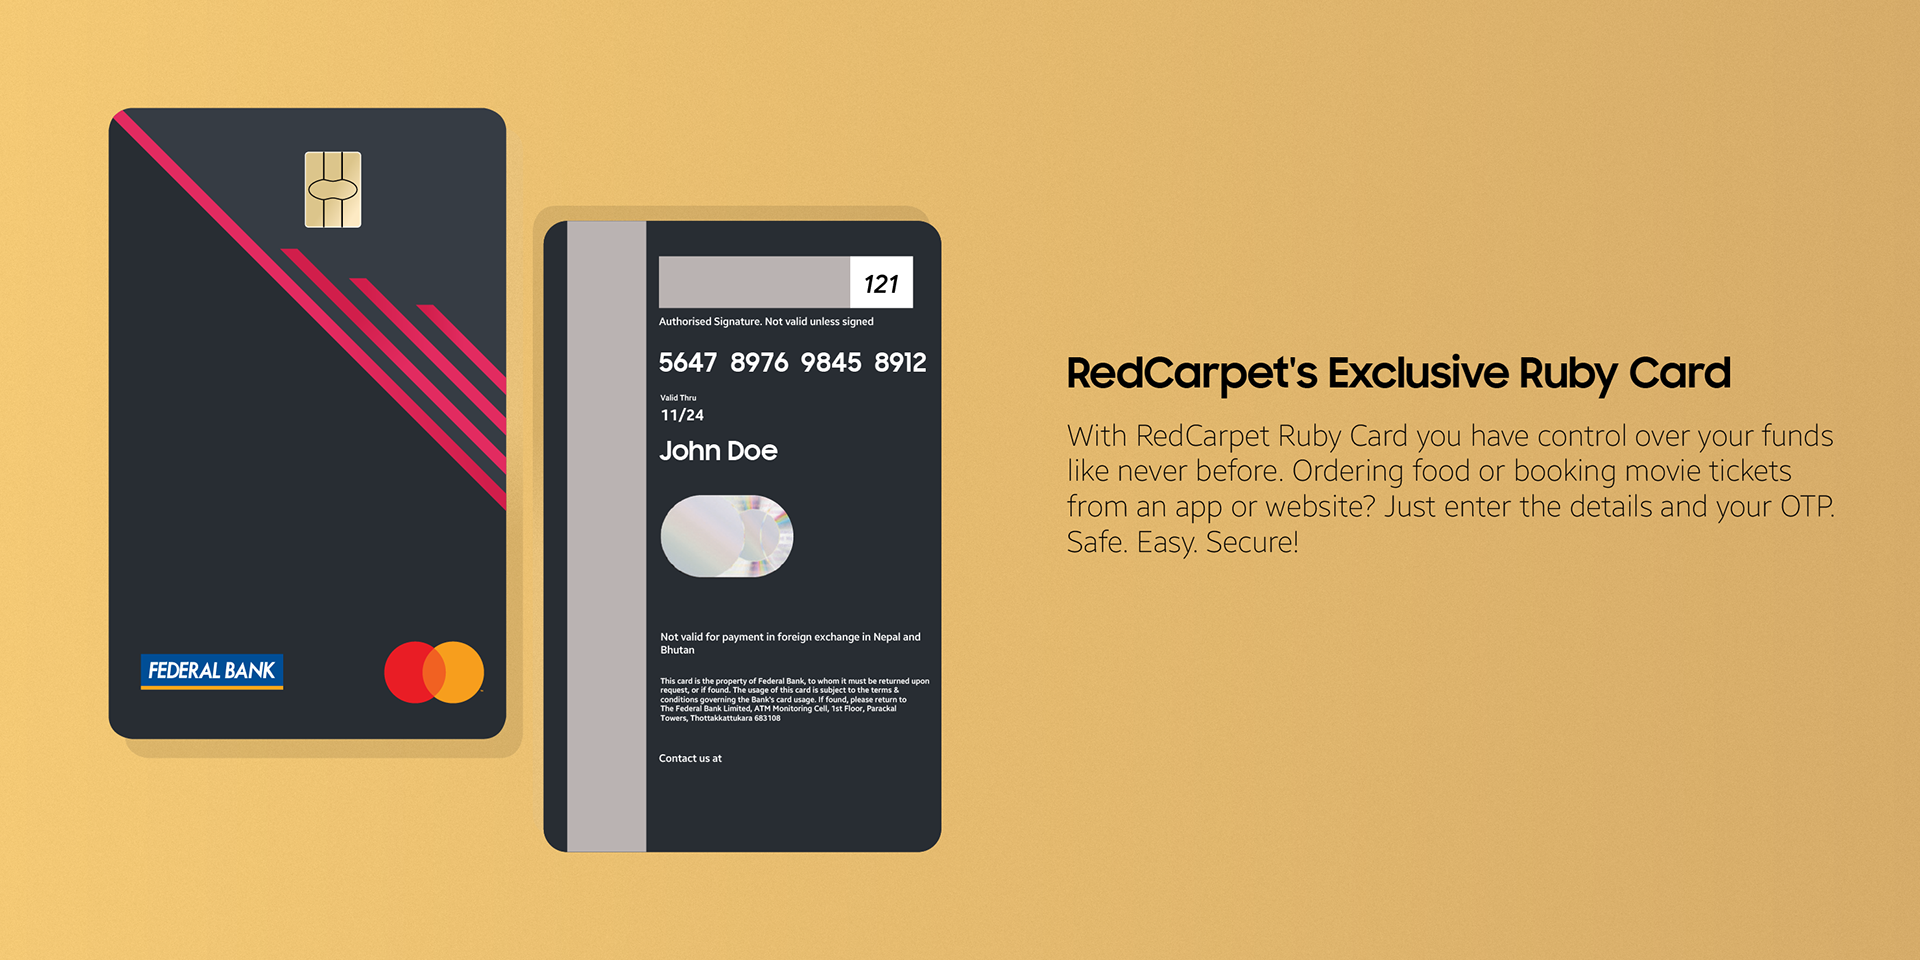 FEDERAL BANK
121
Authorised Signature. Not valid unless signed
5647 8976 9845 8912
Valid Thru
11/24
John Doe
Not valid for payment in foreign exchange in Nepal and
Bhutan
This card is the property of Federal Bank, to whom it must be returned upon
request, or if found. The usage of this card is subject to the terms &
conditions governing the Bank's card usage. If found, please return to
The Federal Bank Limited, ATM Monitoring Cell, 1st Floor, Parackal
Towers, Thottakkattukara 683108
Contact us at
RedCarpet's Exclusive Ruby Card
With RedCarpet Ruby Card you have control over your funds
like never before. Ordering food or booking movie tickets
from an app or website? Just enter the details and your OTP.
Safe. Easy. Secure!